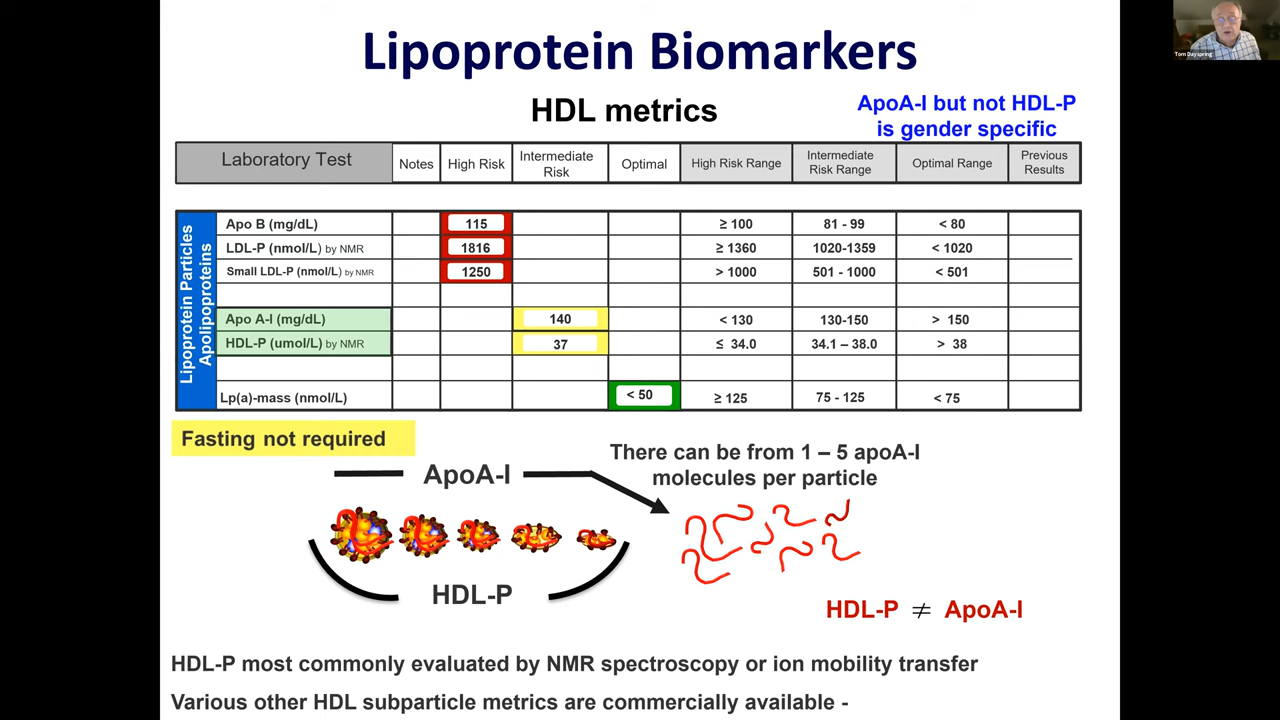 Lipoprotein Biomarkers
Tom Dayspring
HDL metrics
ApoA-I but not HDL-P
is gender specific
Laboratory Test Notes High Risk Intermediate Risk Optimal High Risk Range Intermediate Risk Range Optimal Range Previous Results
Lipoprotein Particles
Apolipoproteins
Apo B (mg/dL) 115 ≥ 100 81 - 99 < 80
LDL-P (nmol/L) by NMR 1816 ≥ 1360 1020-1359 < 1020
Small LDL-P (nmol/L) by NMR 1250 > 1000 501 - 1000 < 501
Apo A-I (mg/dL) 140 < 130 130-150 > 150
HDL-P (umol/L) by NMR 37 ≤ 34.0 34.1 – 38.0 > 38
Lp(a)-mass (nmol/L) < 50 ≥ 125 75 - 125 < 75
Fasting not required
There can be from 1 – 5 apoA-I
molecules per particle
ApoA-I
HDL-P
HDL-P ≠ ApoA-I
HDL-P most commonly evaluated by NMR spectroscopy or ion mobility transfer
Various other HDL subparticle metrics are commercially available -